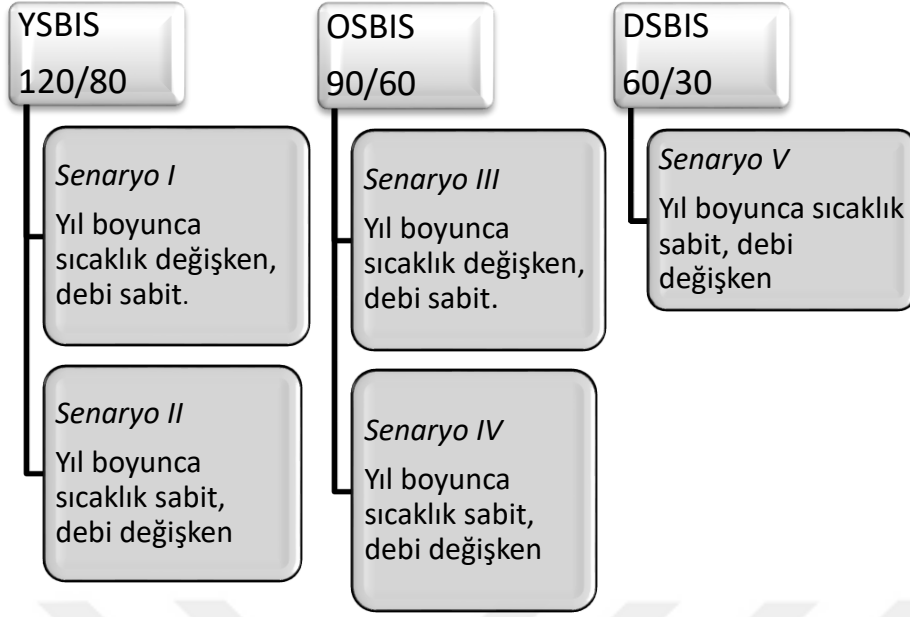 YSBIS
120/80
Senaryo I
Yıl boyunca
sıcaklık değişken,
debi sabit.
Senaryo II
Yıl boyunca
sıcaklık sabit,
debi değişken
OSBIS
90/60
Senaryo III
Yıl boyunca
sıcaklık değişken,
debi sabit.
Senaryo IV
Yıl boyunca
sıcaklık sabit,
debi değişken
DSBIS
60/30
Senaryo V
Yıl boyunca sıcaklık
sabit, debi
değişken